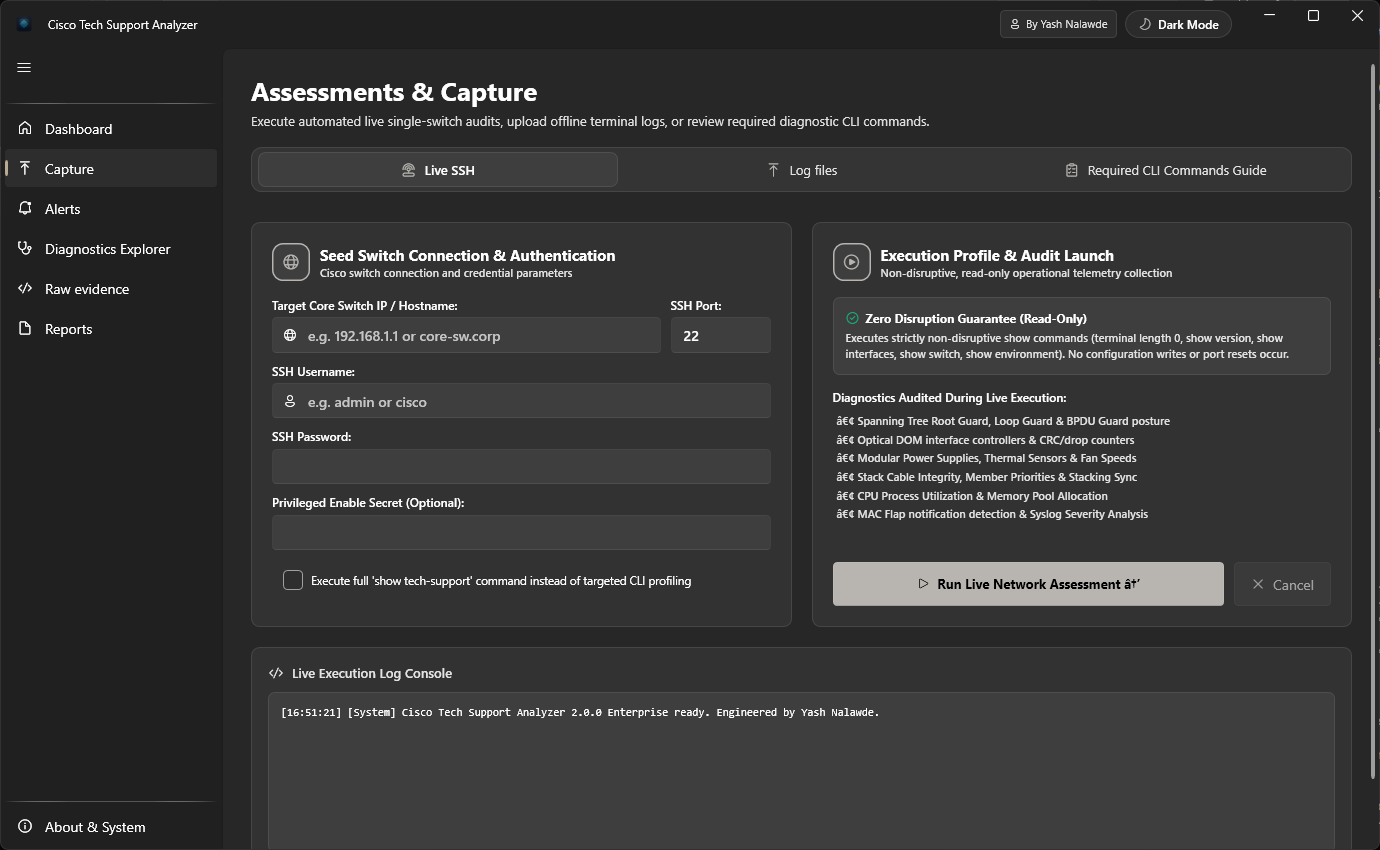 Cisco Tech Support Analyzer
By Yash Nalawde
Dark Mode
Dashboard
Capture
Alerts
Diagnostics Explorer
Raw evidence
Reports
About & System
Assessments & Capture
Execute automated live single-switch audits, upload offline terminal logs, or review required diagnostic CLI commands.
Live SSH
Log files
Required CLI Commands Guide
Seed Switch Connection & Authentication
Cisco switch connection and credential parameters
Target Core Switch IP / Hostname:
SSH Port:
e.g. 192.168.1.1 or core-sw.corp
22
SSH Username:
e.g. admin or cisco
SSH Password:
Privileged Enable Secret (Optional):
Execute full 'show tech-support' command instead of targeted CLI profiling
Execution Profile & Audit Launch
Non-disruptive, read-only operational telemetry collection
Zero Disruption Guarantee (Read-Only)
Executes strictly non-disruptive show commands (terminal length 0, show version, show
interfaces, show switch, show environment). No configuration writes or port resets occur.
Diagnostics Audited During Live Execution:
â€¢ Spanning Tree Root Guard, Loop Guard & BPDU Guard posture
â€¢ Optical DOM interface controllers & CRC/drop counters
â€¢ Modular Power Supplies, Thermal Sensors & Fan Speeds
â€¢ Stack Cable Integrity, Member Priorities & Stacking Sync
â€¢ CPU Process Utilization & Memory Pool Allocation
â€¢ MAC Flap notification detection & Syslog Severity Analysis
Run Live Network Assessment â†’
Cancel
Live Execution Log Console
[16:51:21] [System] Cisco Tech Support Analyzer 2.0.0 Enterprise ready. Engineered by Yash Nalawde.